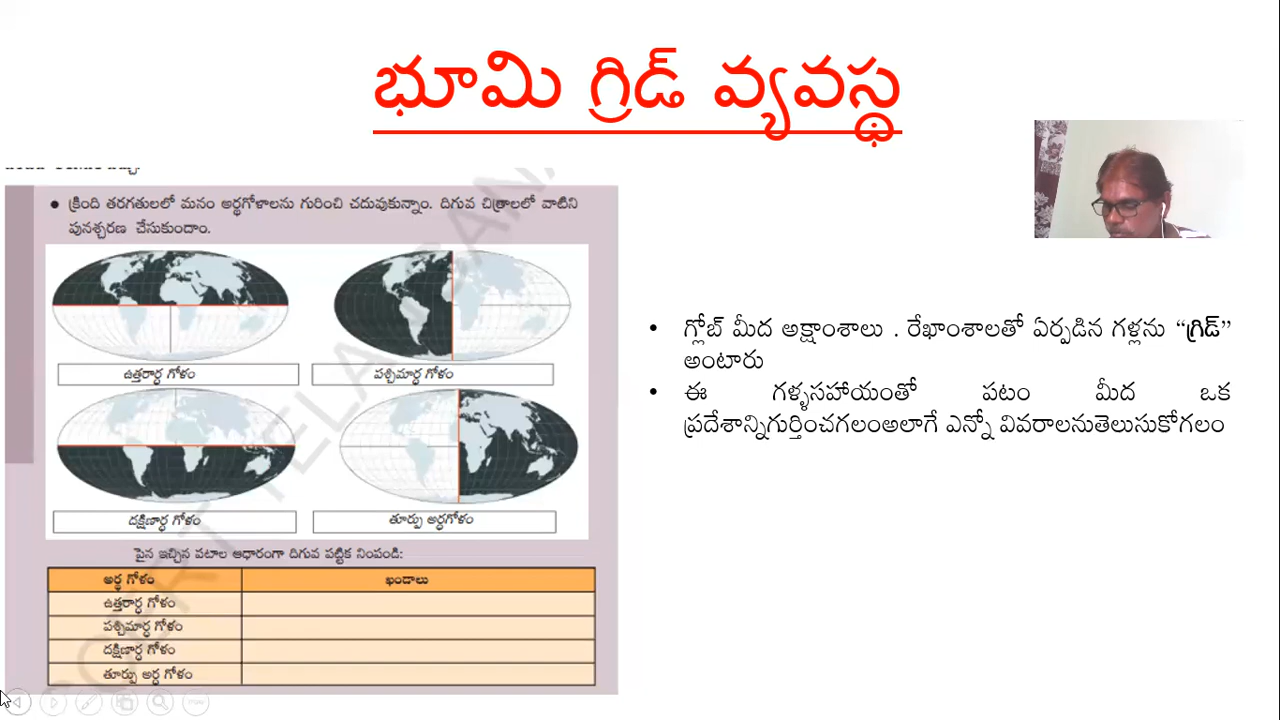 భూమి గ్రిడ్ వ్యవస్థ
• క్రింది తరగతులలో మనం అర్థగోళాలను గురించి చదువుకున్నాం. దిగువ చిత్రాలలో వాటిని
పునశ్చరణ చేసుకుందాం.
ఉత్తరార్ధ గోళం
పశ్చిమార్ధ గోళం
దక్షిణార్ధ గోళం
తూర్పు అర్ధగోళం
పైన ఇచ్చిన పటాల ఆధారంగా దిగువ పట్టిక నింపండి:
అర్థ గోళం
ఖండాలు
ఉత్తరార్ధ గోళం
పశ్చిమార్ధ గోళం
దక్షిణార్ధ గోళం
తూర్పు అర్ధ గోళం
• గ్లోబ్ మీద అక్షాంశాలు . రేఖాంశాలతో ఏర్పడిన గళ్లను “గ్రిడ్”
అంటారు
• ఈ గళ్ళసహాయంతో పటం మీద ఒక
ప్రదేశాన్నిగుర్తించగలంఅలాగే ఎన్నో వివరాలనుతెలుసుకోగలం